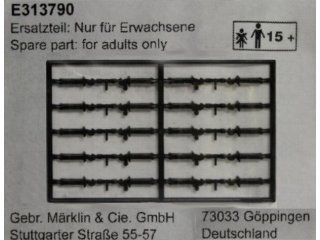 E313790
Ersatzteil: Nur für Erwachsene
Spare part: for adults only
15 +
Gebr. Märklin & Cie. GmbH
73033 Göppingen
Stuttgarter Straße 55-57
Deutschland